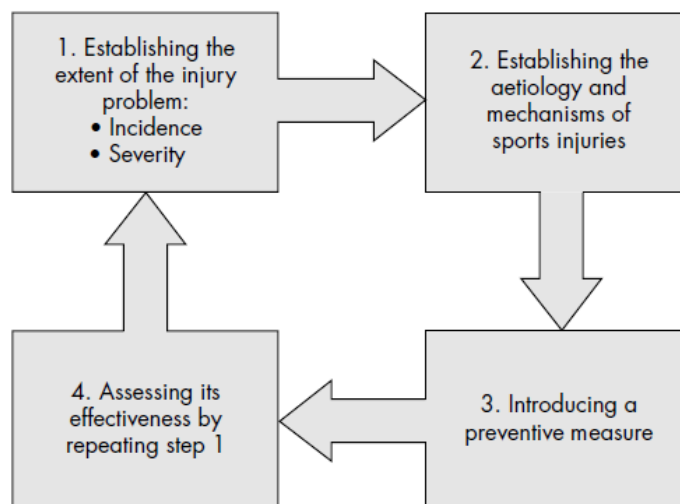 1. Establishing the
extent of the injury
problem:
• Incidence
• Severity
2. Establishing the
aetiology and
mechanisms of
sports injuries
3. Introducing a
preventive measure
4. Assessing its
effectiveness by
repeating step 1